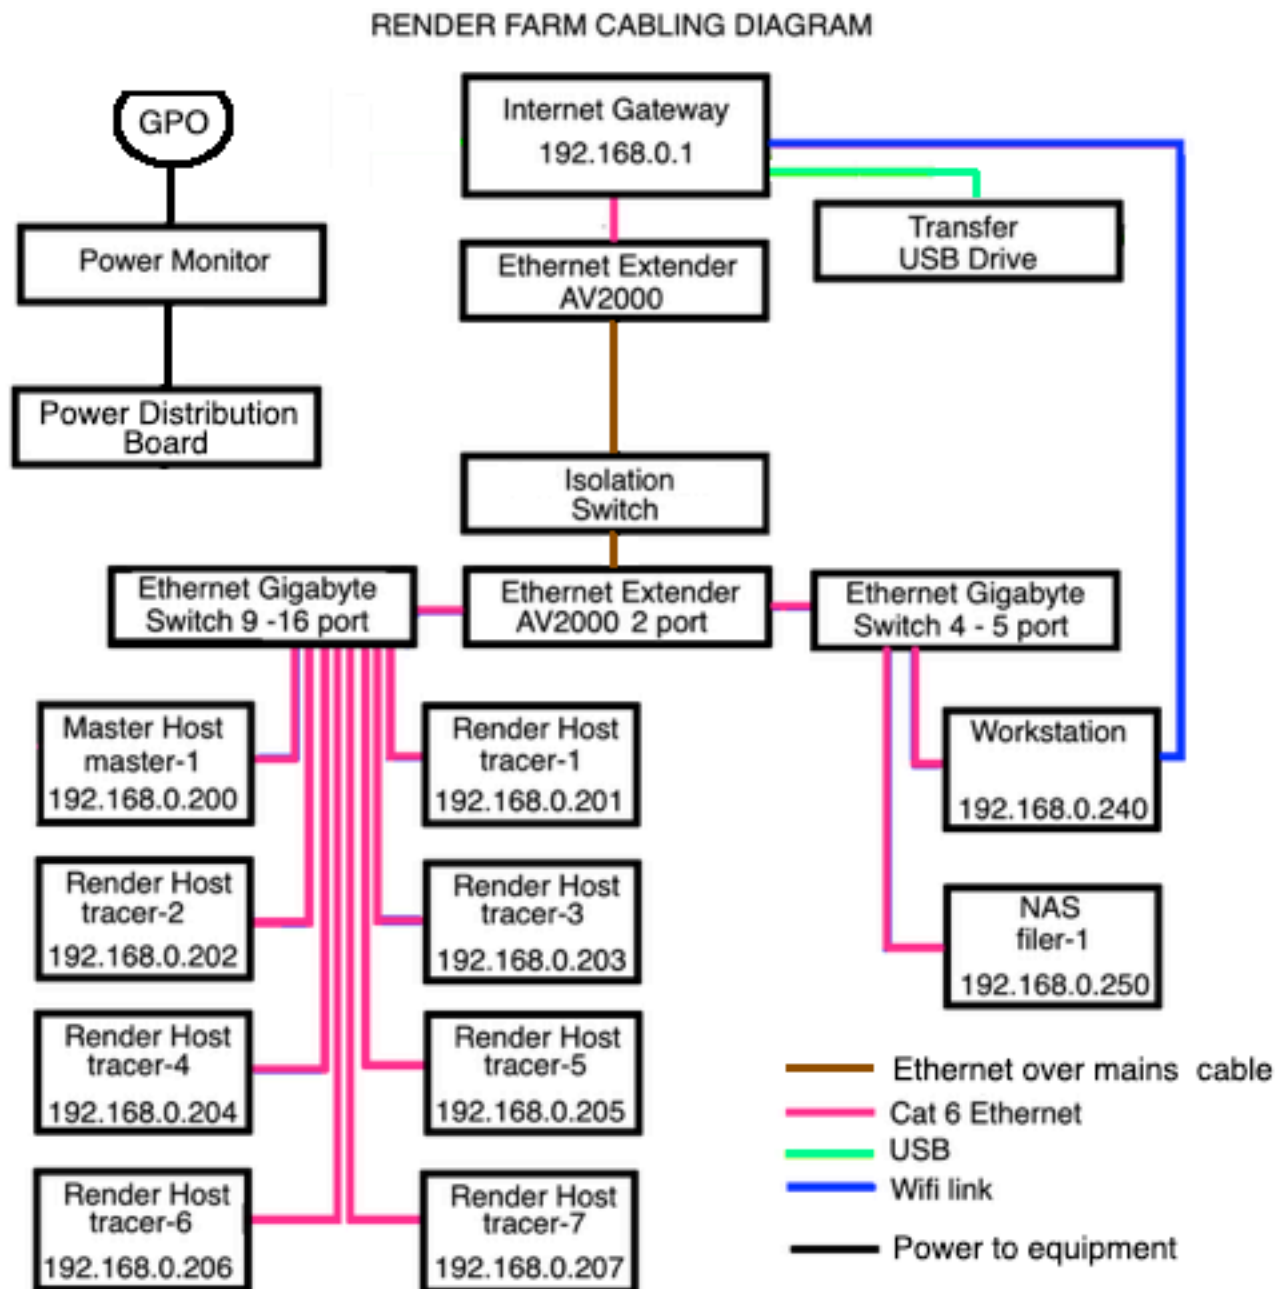 RENDER FARM CABLING DIAGRAM
GPO
Power Monitor
Power Distribution
Board
Internet Gateway
192.168.0.1
Transfer
USB Drive
Ethernet Extender
AV2000
Isolation
Switch
Ethernet Gigabyte
Switch 9 -16 port
Ethernet Extender
AV2000 2 port
Ethernet Gigabyte
Switch 4 - 5 port
Master Host
master-1
192.168.0.200
Render Host
tracer-1
192.168.0.201
Workstation
192.168.0.240
Render Host
tracer-2
192.168.0.202
Render Host
tracer-3
192.168.0.203
NAS
filer-1
192.168.0.250
Render Host
tracer-4
192.168.0.204
Render Host
tracer-5
192.168.0.205
Render Host
tracer-6
192.168.0.206
Render Host
tracer-7
192.168.0.207
Ethernet over mains cable
Cat 6 Ethernet
USB
Wifi link
Power to equipment